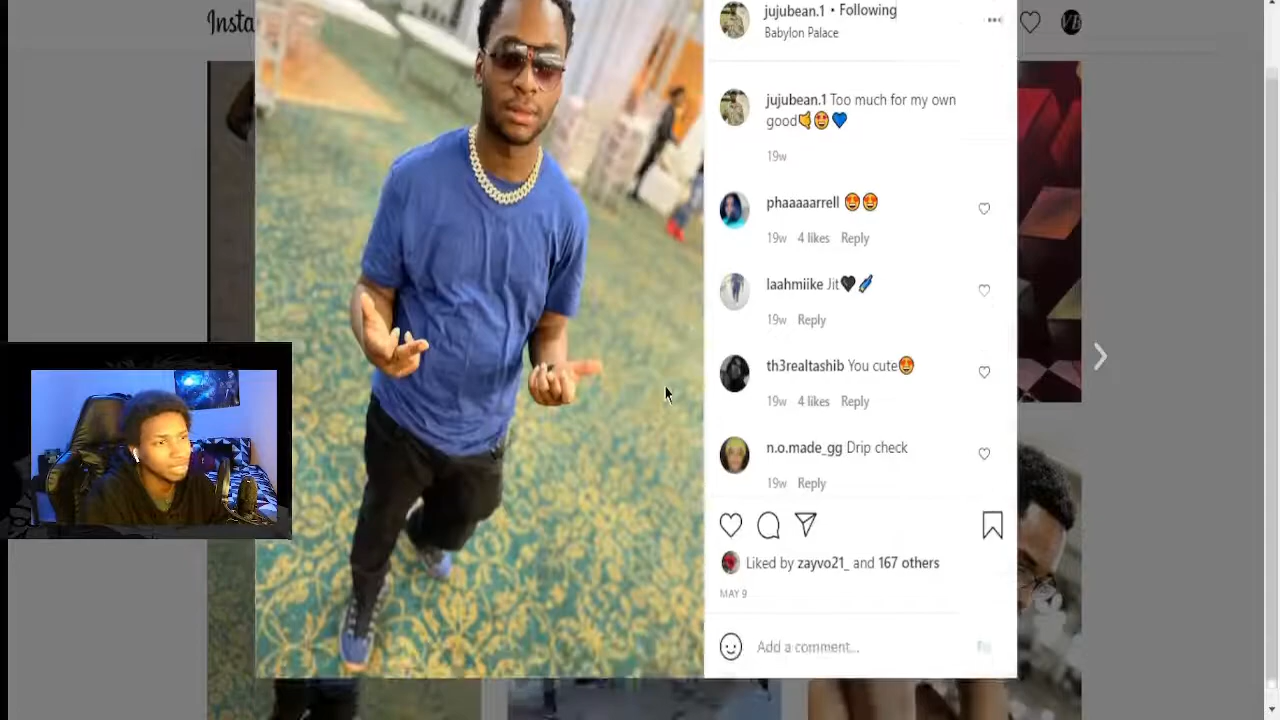 Insta
jujubean.1 • Following
Babylon Palace
jujubean.1 Too much for my own
good🤙🤩💙
19w
phaaaaarrell 🤩🤩
19w 4 likes Reply
laahmiike Jit🖤🍾
19w Reply
th3realtashib You cute🤩
19w 4 likes Reply
n.o.made_gg Drip check
19w Reply
Liked by zayvo21_ and 167 others
MAY 9
Add a comment...